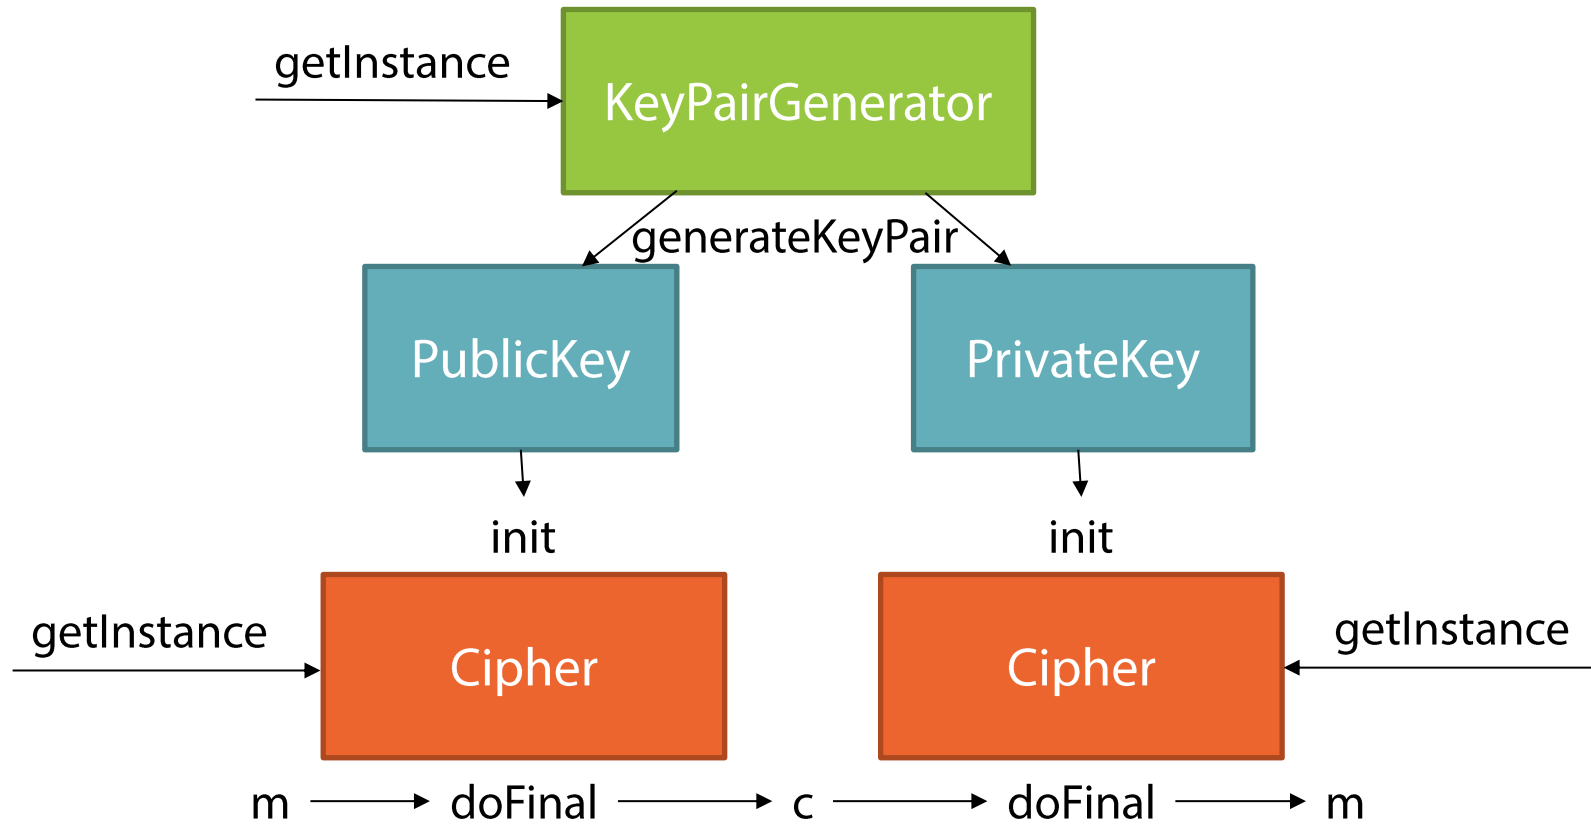 getInstance
KeyPairGenerator
generateKeyPair
PublicKey
PrivateKey
init
init
getInstance
Cipher
Cipher
getInstance
m
doFinal
c
doFinal
m